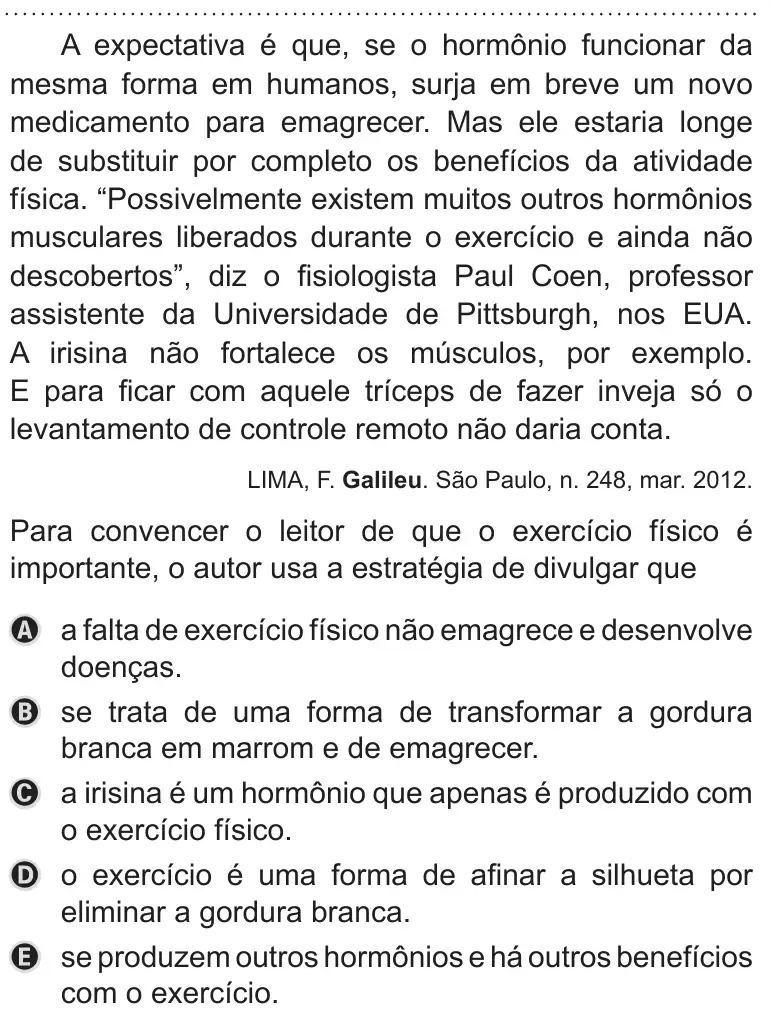 A expectativa é que, se o hormônio funcionar da
mesma forma em humanos, surja em breve um novo
medicamento para emagrecer. Mas ele estaria longe
de substituir por completo os benefícios da atividade
física. “Possivelmente existem muitos outros hormônios
musculares liberados durante o exercício e ainda não
descobertos”, diz o fisiologista Paul Coen, professor
assistente da Universidade de Pittsburgh, nos EUA.
A irisina não fortalece os músculos, por exemplo.
E para ficar com aquele tríceps de fazer inveja só o
levantamento de controle remoto não daria conta.
LIMA, F. Galileu. São Paulo, n. 248, mar. 2012.
Para convencer o leitor de que o exercício físico é
importante, o autor usa a estratégia de divulgar que
A a falta de exercício físico não emagrece e desenvolve
doenças.
B se trata de uma forma de transformar a gordura
branca em marrom e de emagrecer.
C a irisina é um hormônio que apenas é produzido com
o exercício físico.
D o exercício é uma forma de afinar a silhueta por
eliminar a gordura branca.
E se produzem outros hormônios e há outros benefícios
com o exercício.